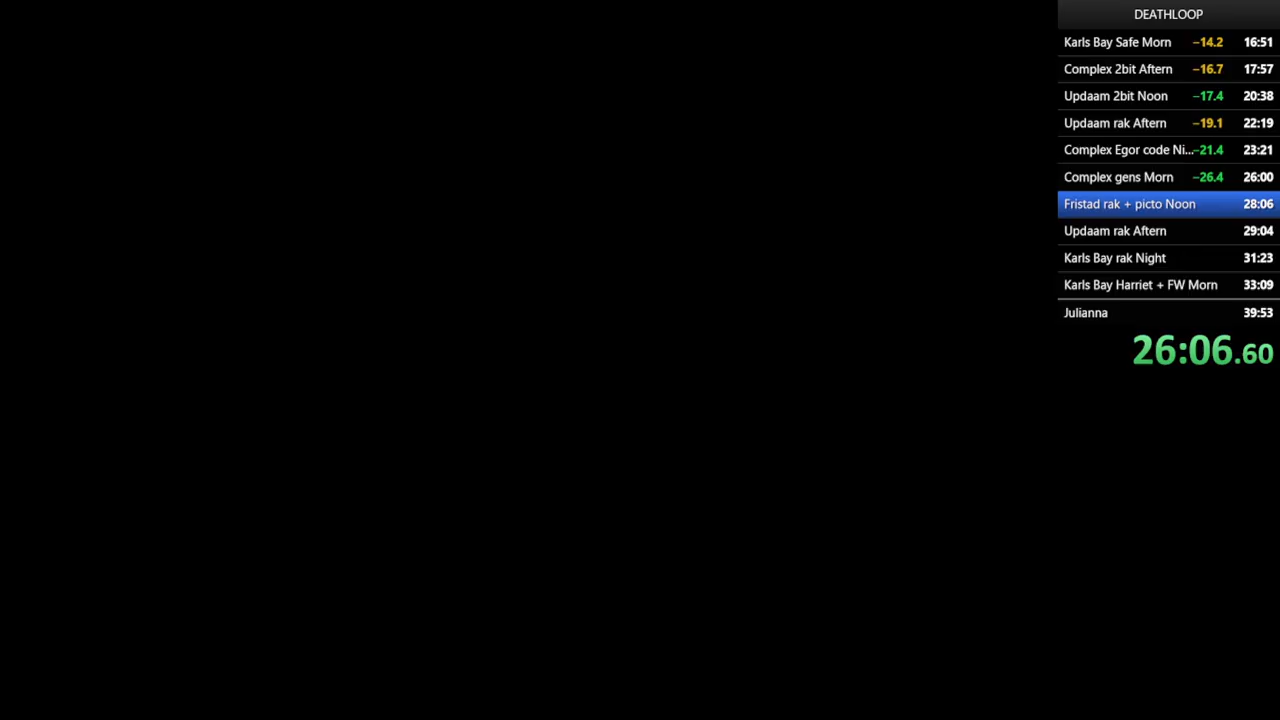 DEATHLOOP
Karls Bay Safe Morn −14.2 16:51
Complex 2bit Aftern −16.7 17:57
Updaam 2bit Noon −17.4 20:38
Updaam rak Aftern −19.1 22:19
Complex Egor code Ni... −21.4 23:21
Complex gens Morn −26.4 26:00
Fristad rak + picto Noon 28:06
Updaam rak Aftern 29:04
Karls Bay rak Night 31:23
Karls Bay Harriet + FW Morn 33:09
Julianna 39:53
26:06.60